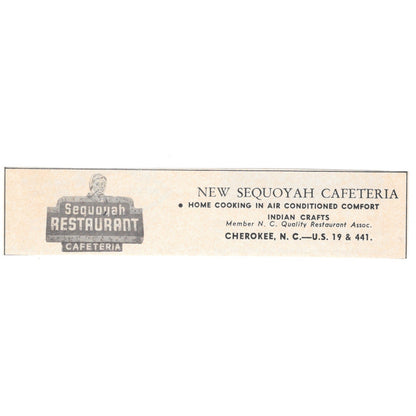 Sequoyah
RESTAURANT
CAFETERIA
NEW SEQUOYAH CAFETERIA
• HOME COOKING IN AIR CONDITIONED COMFORT
INDIAN CRAFTS
Member N. C. Quality Restaurant Assoc.
CHEROKEE, N. C.—U.S. 19 & 441.